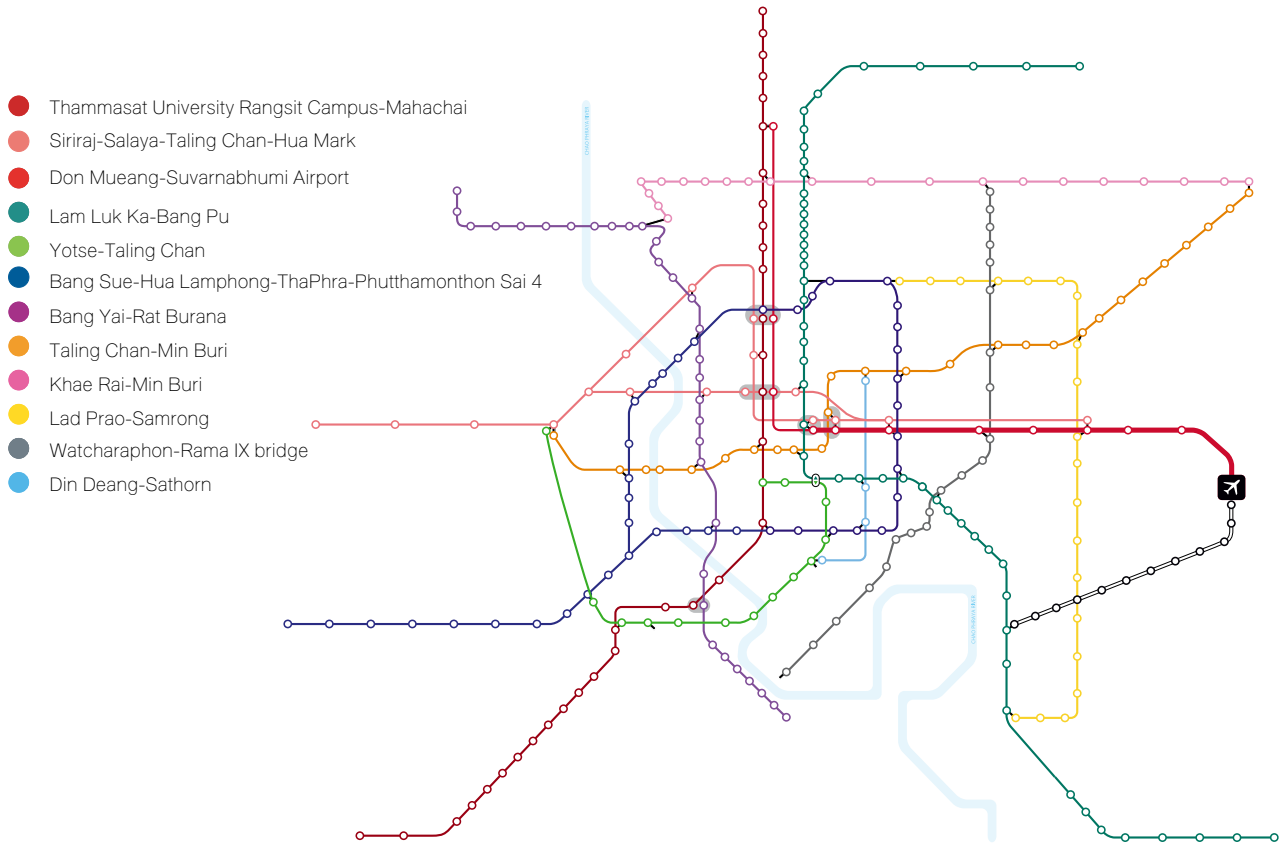 Thammasat University Rangsit Campus-Mahachai
Siriraj-Salaya-Taling Chan-Hua Mark
Don Mueang-Suvarnabhumi Airport
Lam Luk Ka-Bang Pu
Yotse-Taling Chan
Bang Sue-Hua Lamphong-ThaPhra-Phutthamonthon Sai 4
Bang Yai-Rat Burana
Taling Chan-Min Buri
Khae Rai-Min Buri
Lad Prao-Samrong
Watcharaphon-Rama IX bridge
Din Deang-Sathorn